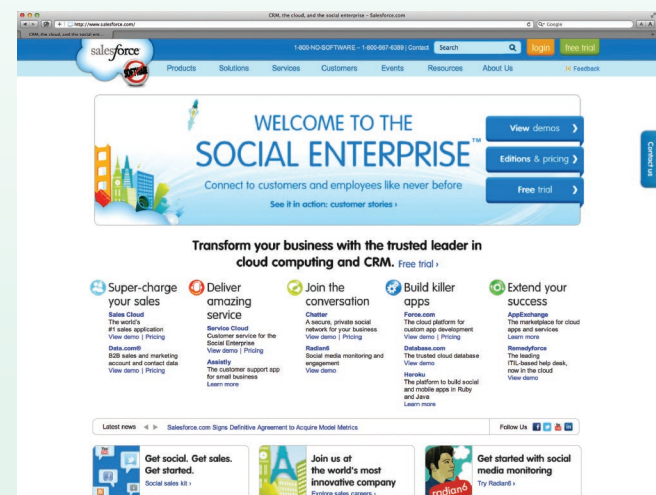 CRM, the cloud, and the social enterprise – Salesforce.com
http://www.salesforce.com/
Google
CRM, the cloud, and the social ent...
salesforce
SOFTWARE
1-800-NO-SOFTWARE – 1-800-667-6389 | Contact
Search
login
free trial
Products
Solutions
Services
Customers
Events
Resources
About Us
Feedback
WELCOME TO THE
SOCIAL ENTERPRISE™
Connect to customers and employees like never before
See it in action: customer stories ›
View demos
Editions & pricing
Free trial
Contact us
Transform your business with the trusted leader in
cloud computing and CRM. Free trial ›
Super-charge
your sales
Sales Cloud
The world's
#1 sales application
View demo | Pricing
Data.com®
B2B sales and marketing
account and contact data
View demo | Pricing
Deliver
amazing
service
Service Cloud
Customer service for the
Social Enterprise
View demo | Pricing
Assistly
The customer support app
for small business
Learn more
Join the
conversation
Chatter
A secure, private social
network for your business
View demo | Pricing
Radian6
Social media monitoring and
engagement
View demo
Build killer
apps
Force.com
The cloud platform for
custom app development
View demo | Pricing
Database.com
The trusted cloud database
View demo
Heroku
The platform to build social
and mobile apps in Ruby
and Java
Learn more
Extend your
success
AppExchange
The marketplace for cloud
apps and services
Learn more
Remedyforce
The leading
ITIL-based help desk,
now in the cloud
View demo
Latest news
Salesforce.com Signs Definitive Agreement to Acquire Model Metrics
Follow Us
Get social. Get sales.
Get started.
Social sales kit ›
Join us at
the world's most
innovative company
Explore sales careers ›
radian6
Get started with social
media monitoring
Try Radian6 ›